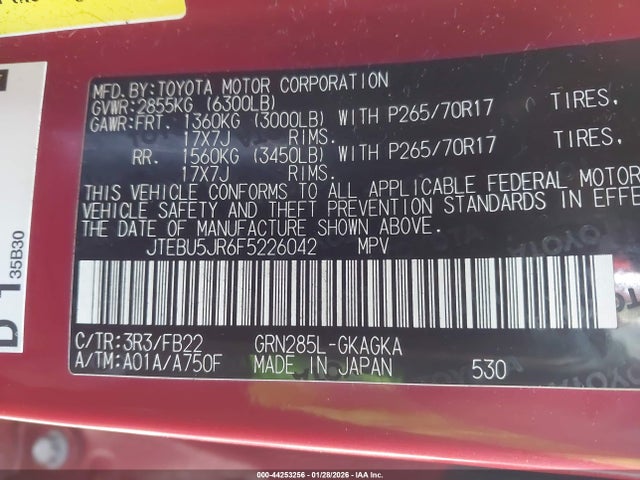 MFD. BY: TOYOTA MOTOR CORPORATION
GVWR: 2855KG (6300LB)
GAWR: FRT. 1360KG (3000LB) WITH P265/70R17 TIRES,
17X7J RIMS.
RR. 1560KG (3450LB) WITH P265/70R17 TIRES,
17X7J RIMS.
THIS VEHICLE CONFORMS TO ALL APPLICABLE FEDERAL MOTOR
VEHICLE SAFETY AND THEFT PREVENTION STANDARDS IN EFFE
THE DATE OF MANUFACTURE SHOWN ABOVE.
JTEBU5JR6F5226042 MPV
C/TR: 3R3/FB22 GRN285L-GKAGKA
A/TM: A01A/A750F MADE IN JAPAN 530
35B30
000-44253256 - 01/28/2026 - IAA Inc.